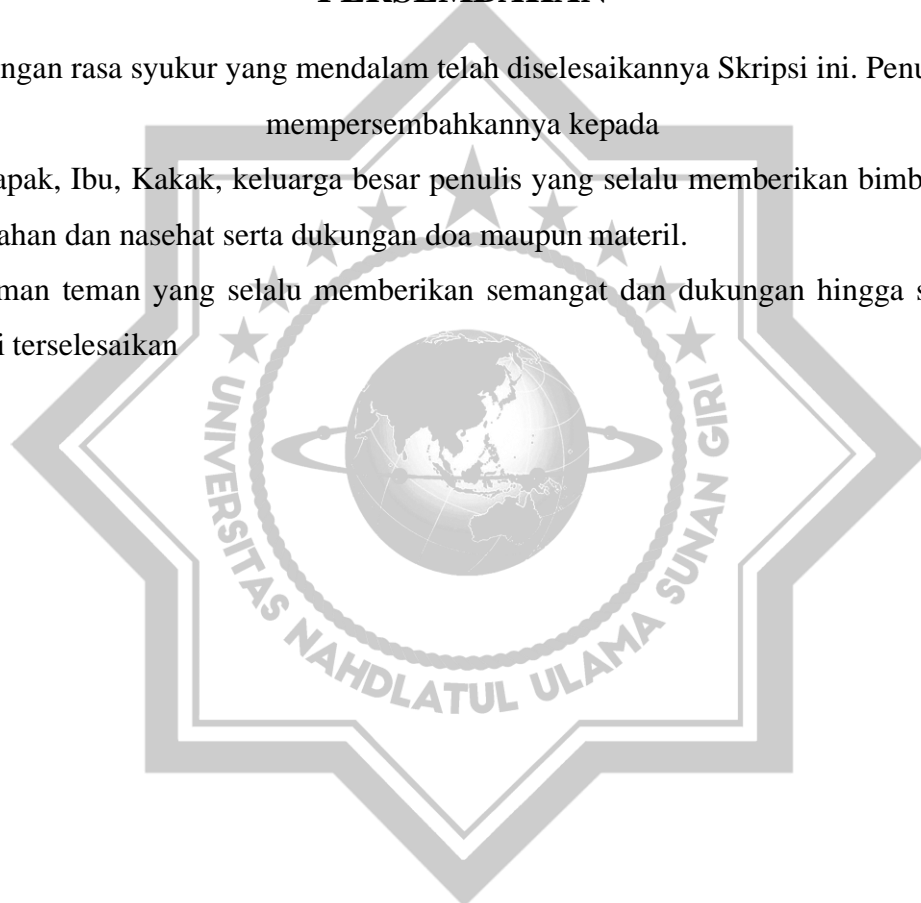 PERSEMBAHAN
ngan rasa syukur yang mendalam telah diselesaikannya Skripsi ini. Penu
mempersembahkannya kepada
apak, Ibu, Kakak, keluarga besar penulis yang selalu memberikan bimb
ahan dan nasehat serta dukungan doa maupun materil.
man teman yang selalu memberikan semangat dan dukungan hingga s
i terselesaikan
UNIVERSITAS NAHDLATUL ULAMA SUNAN GIRI